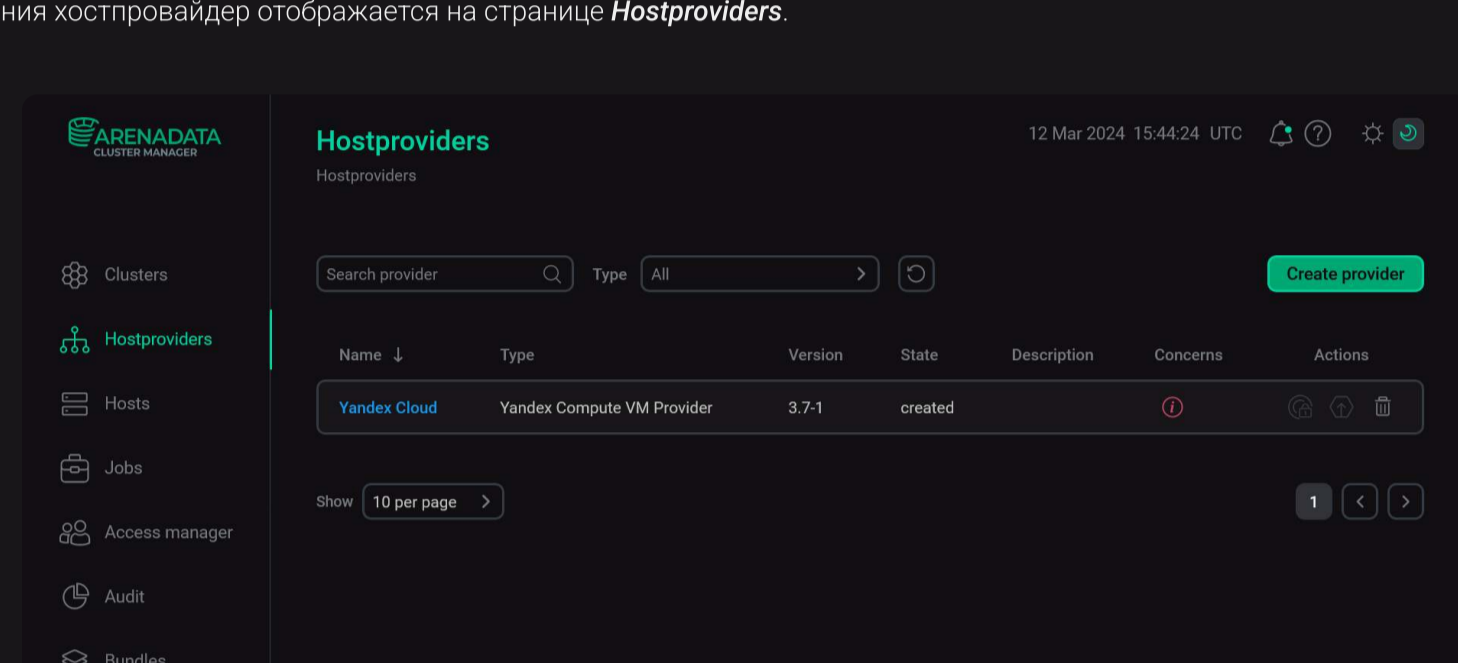 ния хостпровайдер отображается на странице Hostproviders.
ARENADATA
CLUSTER MANAGER
Hostproviders
12 Mar 2024 15:44:24 UTC
Hostproviders
Clusters
Search provider
Type
All
Create provider
Hostproviders
Name ↓ Type Version State Description Concerns Actions
Hosts
Yandex Cloud Yandex Compute VM Provider 3.7-1 created
Jobs
Show 10 per page
1
Access manager
Audit
Bundles